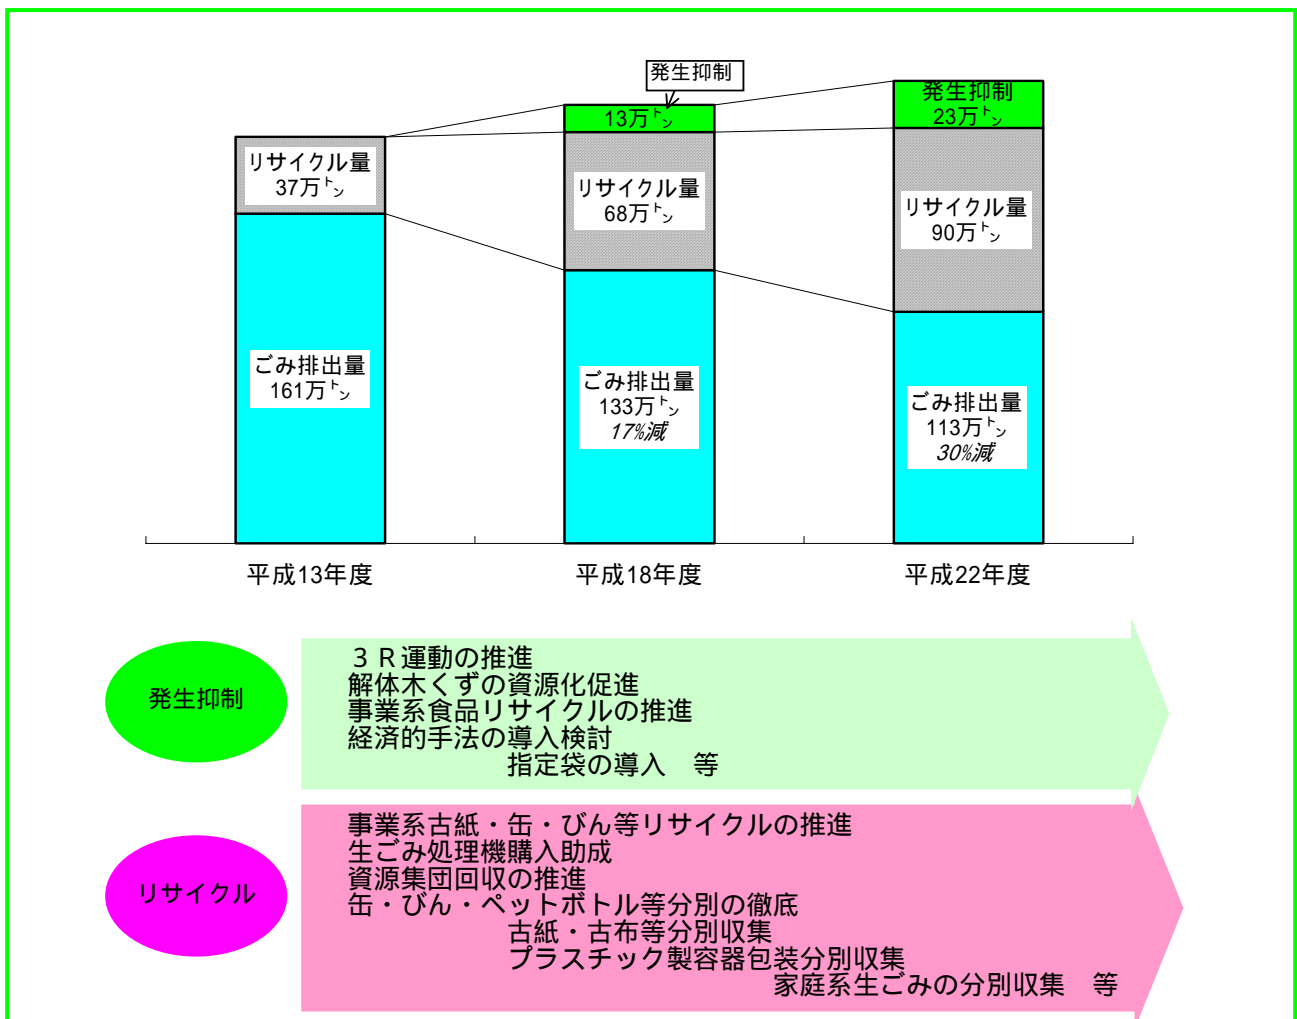 発生抑制
13万トン
発生抑制
23万トン
リサイクル量
37万トン
リサイクル量
68万トン
リサイクル量
90万トン
ごみ排出量
161万トン
ごみ排出量
133万トン
17%減
ごみ排出量
113万トン
30%減
平成13年度
平成18年度
平成22年度
発生抑制
３Ｒ運動の推進
解体木くずの資源化促進
事業系食品リサイクルの推進
経済的手法の導入検討
指定袋の導入　等
リサイクル
事業系古紙・缶・びん等リサイクルの推進
生ごみ処理機購入助成
資源集団回収の推進
缶・びん・ペットボトル等分別の徹底
古紙・古布等分別収集
プラスチック製容器包装分別収集
家庭系生ごみの分別収集　等